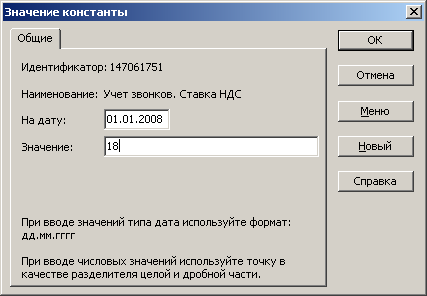 Значение константы
Общие
Идентификатор: 147061751
Наименование: Учет звонков. Ставка НДС
На дату: 01.01.2008
Значение: 18
При вводе значений типа дата используйте формат:
дд.мм.гггг
При вводе числовых значений используйте точку в
качестве разделителя целой и дробной части.
OK
Отмена
Меню
Новый
Справка